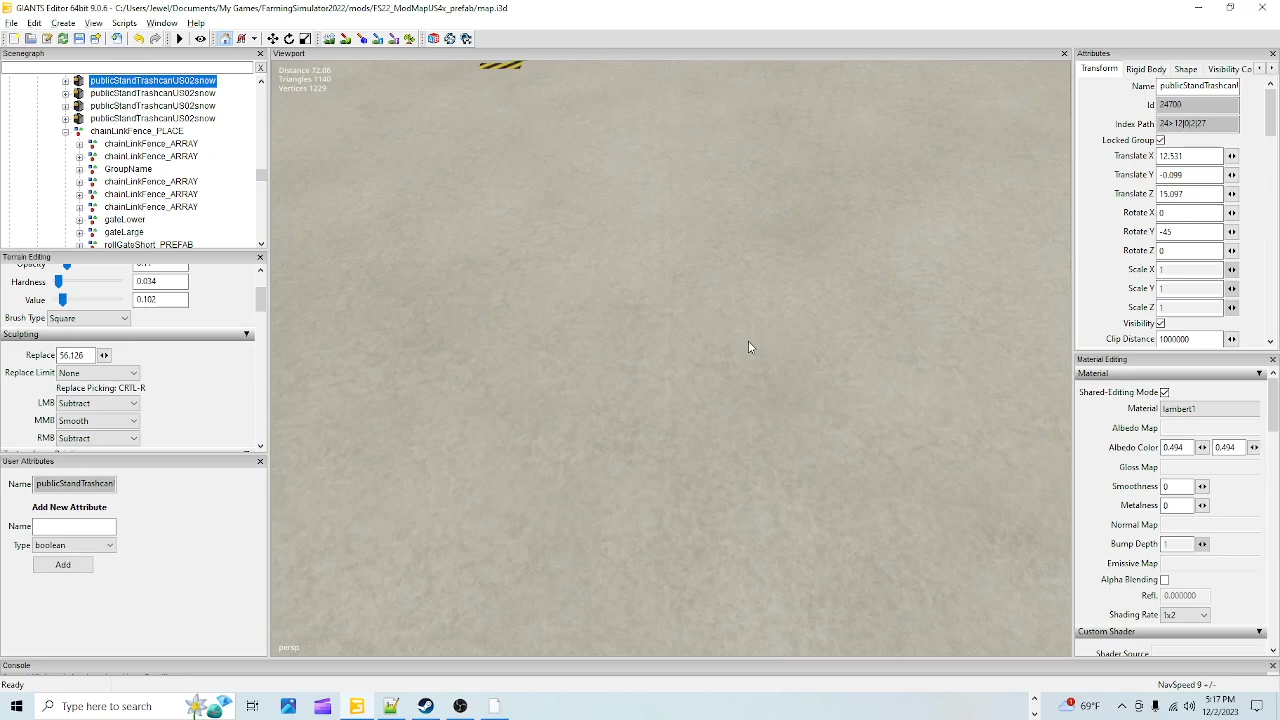 GIANTS Editor 64bit 9.0.6 - C:/Users/Jewel/Documents/My Games/FarmingSimulator2022/mods/FS22_ModMapUS4x_prefab/map.i3d
File Edit Create View Scripts Window Help
Scenegraph
X
publicStandTrashcanUS02snow
publicStandTrashcanUS02snow
publicStandTrashcanUS02snow
publicStandTrashcanUS02snow
chainLinkFence_PLACE
chainLinkFence_ARRAY
chainLinkFence_ARRAY
GroupName
chainLinkFence_ARRAY
chainLinkFence_ARRAY
chainLinkFence_ARRAY
gateLower
gateLarge
rollGateShort_PREFAB
Terrain Editing
Opacity
Hardness 0.034
Value 0.102
Brush Type Square
Sculpting
Replace 56.126
Replace Limit None
Replace Picking: CRTL-R
LMB Subtract
MMB Smooth
RMB Subtract
User Attributes
Name publicStandTrashcan
Add New Attribute
Name
Type boolean
Add
Viewport
Distance 72.06
Triangles 1140
Vertices 1229
persp
Attributes
Transform Rigid Body Shape Visibility Co
Name publicStandTrashcan
Id 24700
Index Path 24>12|0|2|27
Locked Group
Translate X 12.531
Translate Y -0.099
Translate Z 15.097
Rotate X 0
Rotate Y -45
Rotate Z 0
Scale X 1
Scale Y 1
Scale Z 1
Visibility
Clip Distance 1000000
Material Editing
Material
Shared-Editing Mode
Material lambert1
Albedo Map
Albedo Color 0.494 0.494
Gloss Map
Smoothness 0
Metalness 0
Normal Map
Bump Depth 1
Emissive Map
Alpha Blending
Refl. 0.000000
Shading Rate 1x2
Custom Shader
Shader Source
Console
Ready
NavSpeed 9 +/-
Type here to search
1
69°F
5:17 PM
12/2/2023